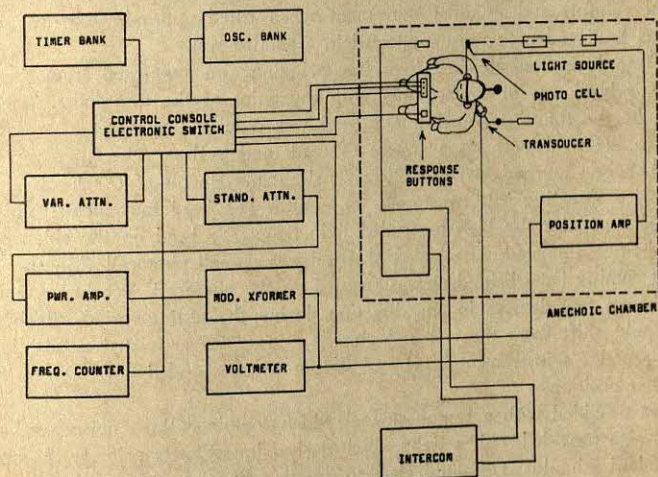 TIMER BANK
OSC. BANK
LIGHT SOURCE
PHOTO CELL
CONTROL CONSOLE
ELECTRONIC SWITCH
TRANSDUCER
RESPONSE
BUTTONS
VAR. ATTN.
STAND. ATTN.
POSITION AMP
PWR. AMP.
MOD. XFORMER
ANECHOIC CHAMBER
FREQ. COUNTER
VOLTMETER
INTERCOM